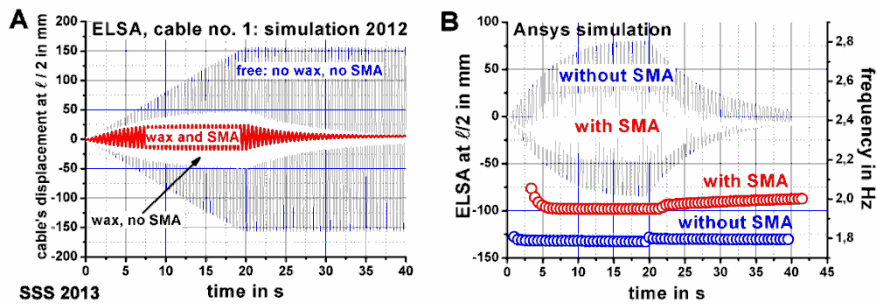 A
ELSA, cable no. 1: simulation 2012
cable's displacement at ℓ / 2 in mm
200
150
100
50
0
-50
-100
-150
-200
free: no wax, no SMA
wax and SMA
wax, no SMA
0 5 10 15 20 25 30 35 40
time in s
SSS 2013
B
Ansys simulation
ELSA at ℓ/2 in mm
100
50
0
-50
-100
-150
without SMA
with SMA
with SMA
without SMA
2,8
2,6
2,4
2,2
2,0
1,8
frequency in Hz
0 5 10 15 20 25 30 35 40 45
time in s